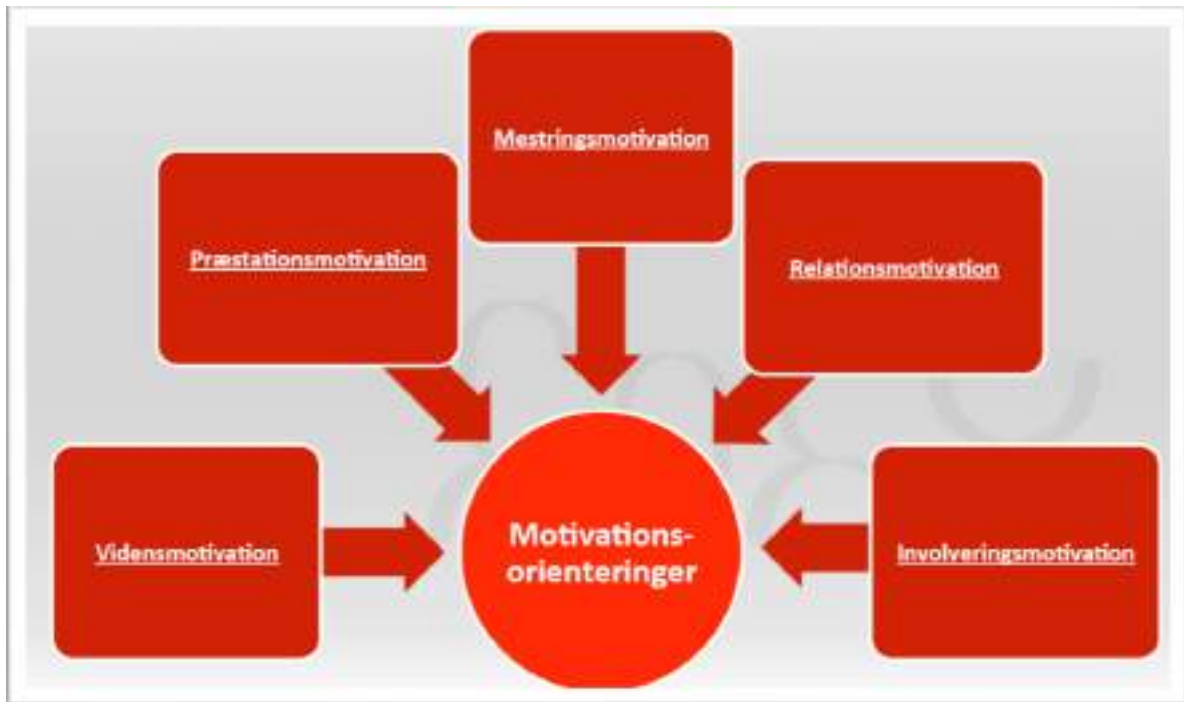 Mestringsmotivation
Præstationsmotivation
Relationsmotivation
Vidensmotivation
Motivations-
orienteringer
Involveringsmotivation